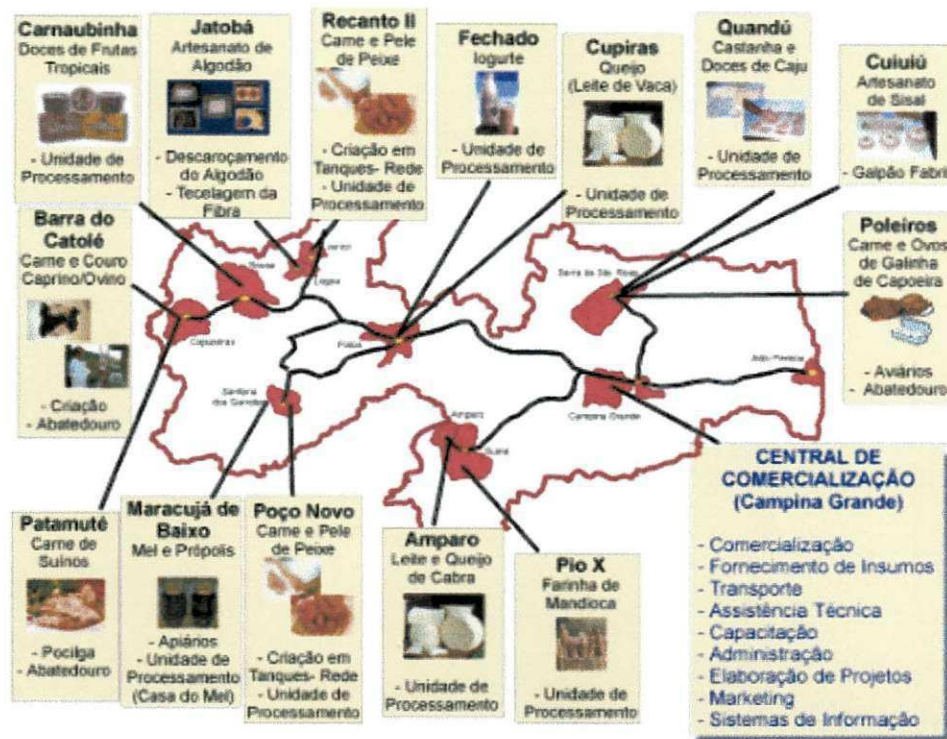 Carnaubinha
Doces de Frutas
Tropicais
- Unidade de
Processamento
Jatobá
Artesanato de
Algodão
- Descaroçamento
do Algodão
- Tecelagem da
Fibra
Recanto II
Carne e Pele
de Peixe
- Criação em
Tanques- Rede
- Unidade de
Processamento
Fechado
Iogurte
- Unidade de
Processamento
Cupiras
Queijo
(Leite de Vaca)
- Unidade de
Processamento
Quandú
Castanha e
Doces de Caju
- Unidade de
Processamento
Cuiuiú
Artesanato
de Sisal
- Galpão Fabril
Barra do
Catolé
Carne e Couro
Caprino/Ovino
- Criação
- Abatedouro
Poleiros
Carne e Ovos
de Galinha
de Capoeira
- Aviários
- Abatedouro
Campina Grande
Amparo
João Pessoa
Patamuté
Carne de
Suínos
- Pocilga
- Abatedouro
Maracujá de
Baixo
Mel e Própolis
- Apiários
- Unidade de
Processamento
(Casa do Mel)
Poço Novo
Carne e Pele
de Peixe
- Criação em
Tanques- Rede
- Unidade de
Processamento
Amparo
Leite e Queijo
de Cabra
- Unidade de
Processamento
Pio X
Farinha de
Mandioca
- Unidade de
Processamento
CENTRAL DE
COMERCIALIZAÇÃO
(Campina Grande)
- Comercialização
- Fornecimento de Insumos
- Transporte
- Assistência Técnica
- Capacitação
- Administração
- Elaboração de Projetos
- Marketing
- Sistemas de Informação